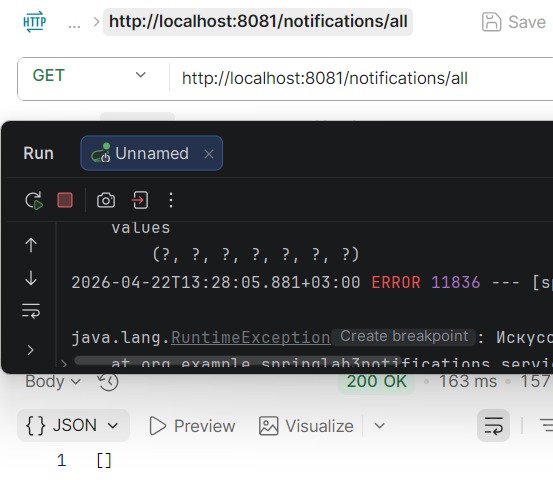 HTTP ... > http://localhost:8081/notifications/all Save
GET http://localhost:8081/notifications/all
Run Unnamed ×
values
(?, ?, ?, ?, ?, ?, ?)
2026-04-22T13:28:05.881+03:00 ERROR 11836 --- [sp
java.lang.RuntimeException Create breakpoint : Искусс
at org.example.springlab3notifications.servic
Body 200 OK • 163 ms • 157
{} JSON Preview Visualize
1 []